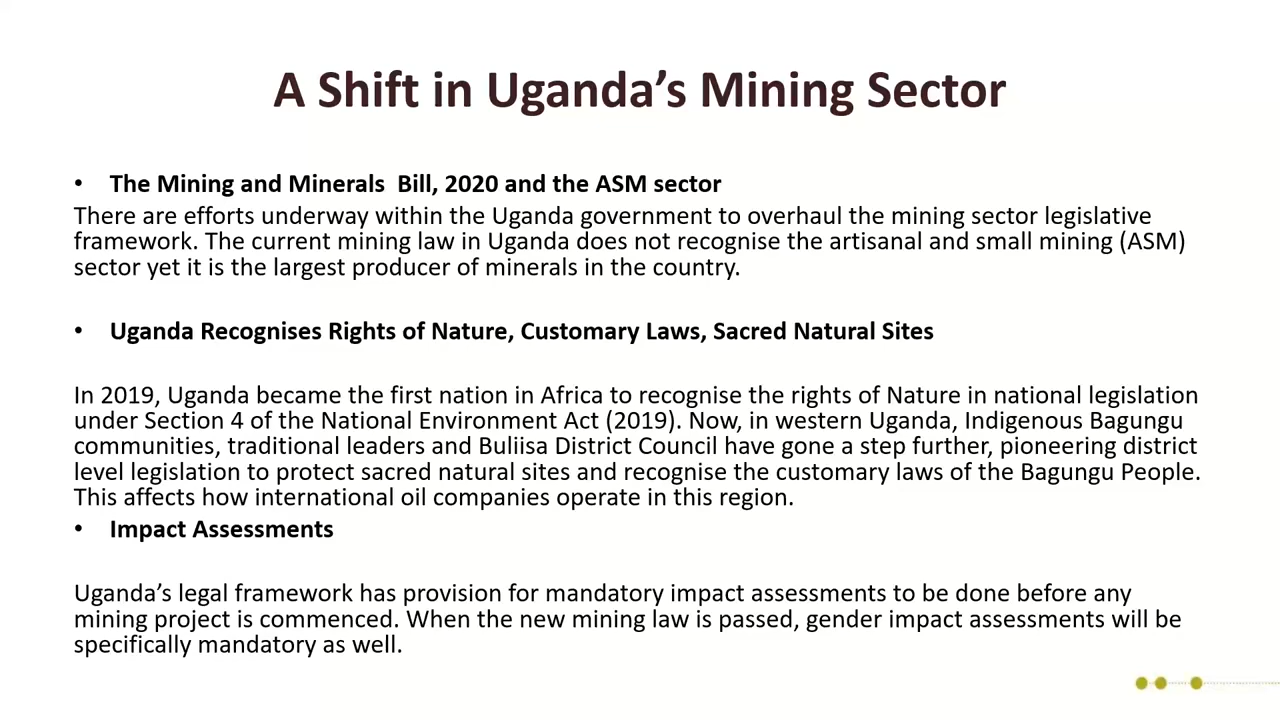 A Shift in Uganda’s Mining Sector
• The Mining and Minerals  Bill, 2020 and the ASM sector
There are efforts underway within the Uganda government to overhaul the mining sector legislative
framework. The current mining law in Uganda does not recognise the artisanal and small mining (ASM)
sector yet it is the largest producer of minerals in the country.
• Uganda Recognises Rights of Nature, Customary Laws, Sacred Natural Sites
In 2019, Uganda became the first nation in Africa to recognise the rights of Nature in national legislation
under Section 4 of the National Environment Act (2019). Now, in western Uganda, Indigenous Bagungu
communities, traditional leaders and Buliisa District Council have gone a step further, pioneering district
level legislation to protect sacred natural sites and recognise the customary laws of the Bagungu People.
This affects how international oil companies operate in this region.
• Impact Assessments
Uganda’s legal framework has provision for mandatory impact assessments to be done before any
mining project is commenced. When the new mining law is passed, gender impact assessments will be
specifically mandatory as well.